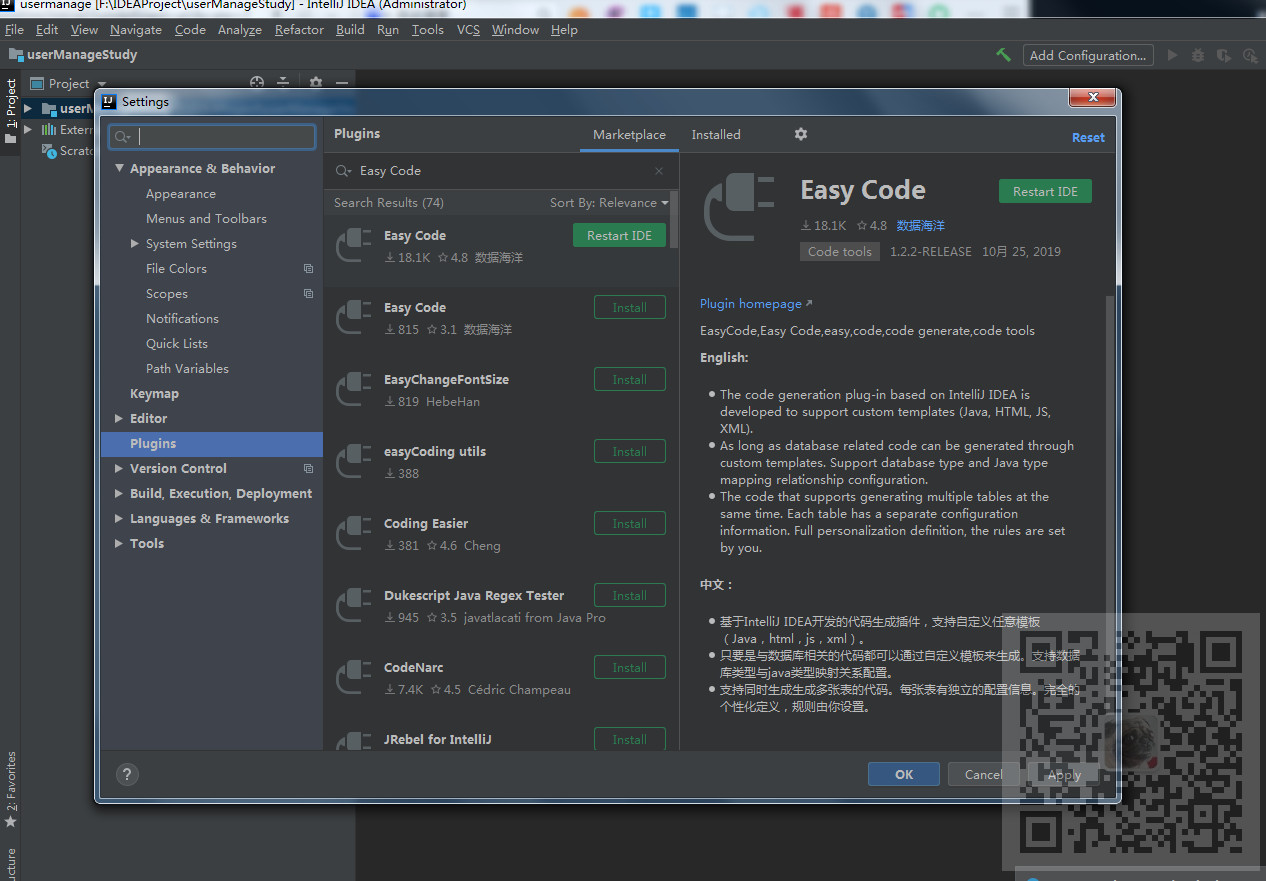 usermanage [F:\IDEAProject\userManageStudy] - IntelliJ IDEA (Administrator)
File Edit View Navigate Code Analyze Refactor Build Run Tools VCS Window Help
userManageStudy
Add Configuration...
1: Project
Project
userM
Extern
Scratc
Settings
Appearance & Behavior
Appearance
Menus and Toolbars
System Settings
File Colors
Scopes
Notifications
Quick Lists
Path Variables
Keymap
Editor
Plugins
Version Control
Build, Execution, Deployment
Languages & Frameworks
Tools
Plugins
Marketplace
Installed
Reset
Easy Code
Search Results (74)
Sort By: Relevance
Easy Code
Restart IDE
18.1K 4.8 数据海洋
Easy Code
Install
815 3.1 数据海洋
EasyChangeFontSize
Install
819 HebeHan
easyCoding utils
Install
388
Coding Easier
Install
381 4.6 Cheng
Dukescript Java Regex Tester
Install
945 3.5 javatlacati from Java Pro
CodeNarc
Install
7.4K 4.5 Cédric Champeau
JRebel for IntelliJ
Install
Easy Code
Restart IDE
18.1K 4.8 数据海洋
Code tools 1.2.2-RELEASE 10月 25, 2019
Plugin homepage
EasyCode,Easy Code,easy,code,code generate,code tools
English:
The code generation plug-in based on IntelliJ IDEA is
developed to support custom templates (Java, HTML, JS,
XML).
As long as database related code can be generated through
custom templates. Support database type and Java type
mapping relationship configuration.
The code that supports generating multiple tables at the
same time. Each table has a separate configuration
information. Full personalization definition, the rules are set
by you.
中文：
基于IntelliJ IDEA开发的代码生成插件，支持自定义任意模板
（Java，html，js，xml）。
只要是与数据库相关的代码都可以通过自定义模板来生成。支持数据
库类型与java类型映射关系配置。
支持同时生成生成多张表的代码。每张表有独立的配置信息。完全的
个性化定义，规则由你设置。
?
OK
Cancel
Apply
2: Favorites
ucture